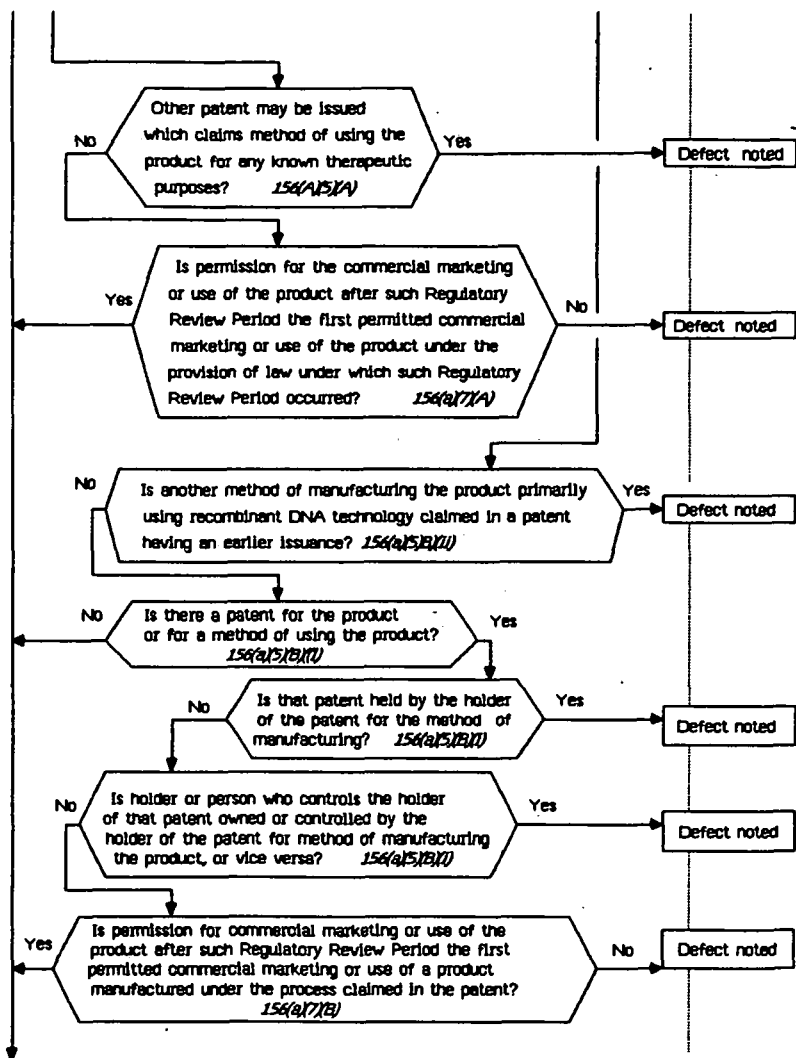 Other patent may be issued
No
which claims method of using the
Yes
product for any known therapeutic
Defect noted
purposes? 156(A)(5)(A)
Is permission for the commercial marketing
Yes
or use of the product after such Regulatory
No
Review Period the first permitted commercial
Defect noted
marketing or use of the product under the
provision of law under which such Regulatory
Review Period occurred? 156(a)(7)(A)
No
Is another method of manufacturing the product primarily
Yes
using recombinant DNA technology claimed in a patent
Defect noted
having an earlier issuance? 156(a)(5)(B)(II)
No
Is there a patent for the product
Yes
or for a method of using the product?
156(a)(5)(B)(I)
No
Is that patent held by the holder
Yes
of the patent for the method of
Defect noted
manufacturing? 156(a)(5)(B)(I)
No
Is holder or person who controls the holder
Yes
of that patent owned or controlled by the
holder of the patent for method of manufacturing
Defect noted
the product, or vice versa? 156(a)(5)(B)(I)
Is permission for commercial marketing or use of the
Yes
product after such Regulatory Review Period the first
No
Defect noted
permitted commercial marketing or use of a product
manufactured under the process claimed in the patent?
156(a)(7)(B)